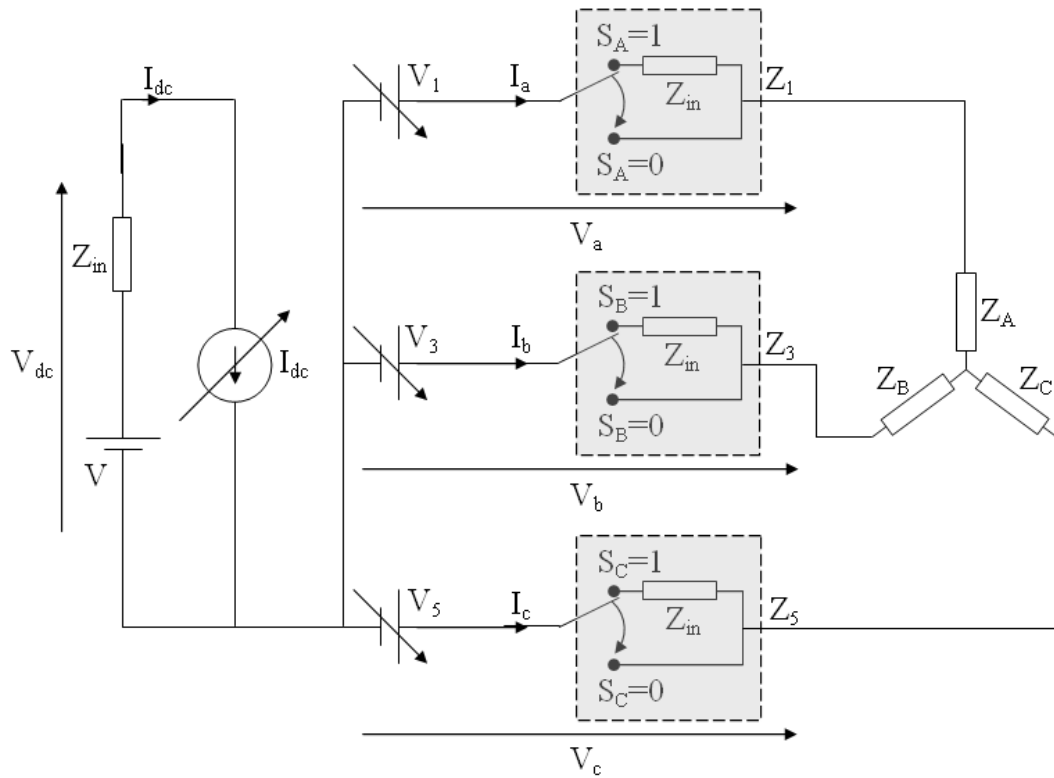 S_A=1
I_dc
V_1
I_a
Z_in
Z_1
S_A=0
V_a
Z_in
S_B=1
V_3
I_b
Z_in
Z_3
Z_A
V_dc
I_dc
Z_B
Z_C
S_B=0
V
V_b
S_C=1
V_5
I_c
Z_in
Z_5
S_C=0
V_c